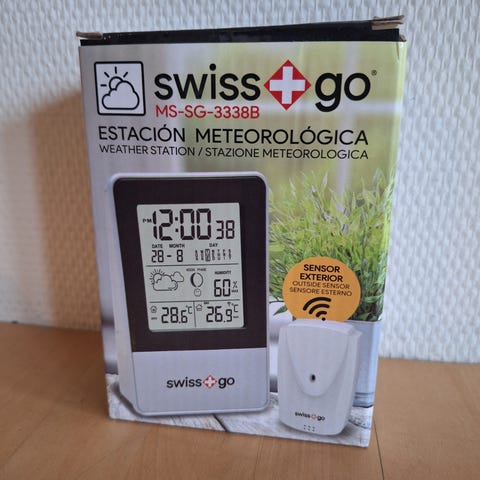 swiss go®
MS-SG-3338B
ESTACIÓN METEOROLÓGICA
WEATHER STATION / STAZIONE METEOROLOGICA
PM 12:00 38
DATE MONTH DAY
28 - 8
MOON PHASE HUMIDITY
60 %
28.6°C 26.9°C
swiss go
SENSOR
EXTERIOR
OUTSIDE SENSOR
SENSORE ESTERNO
swiss go